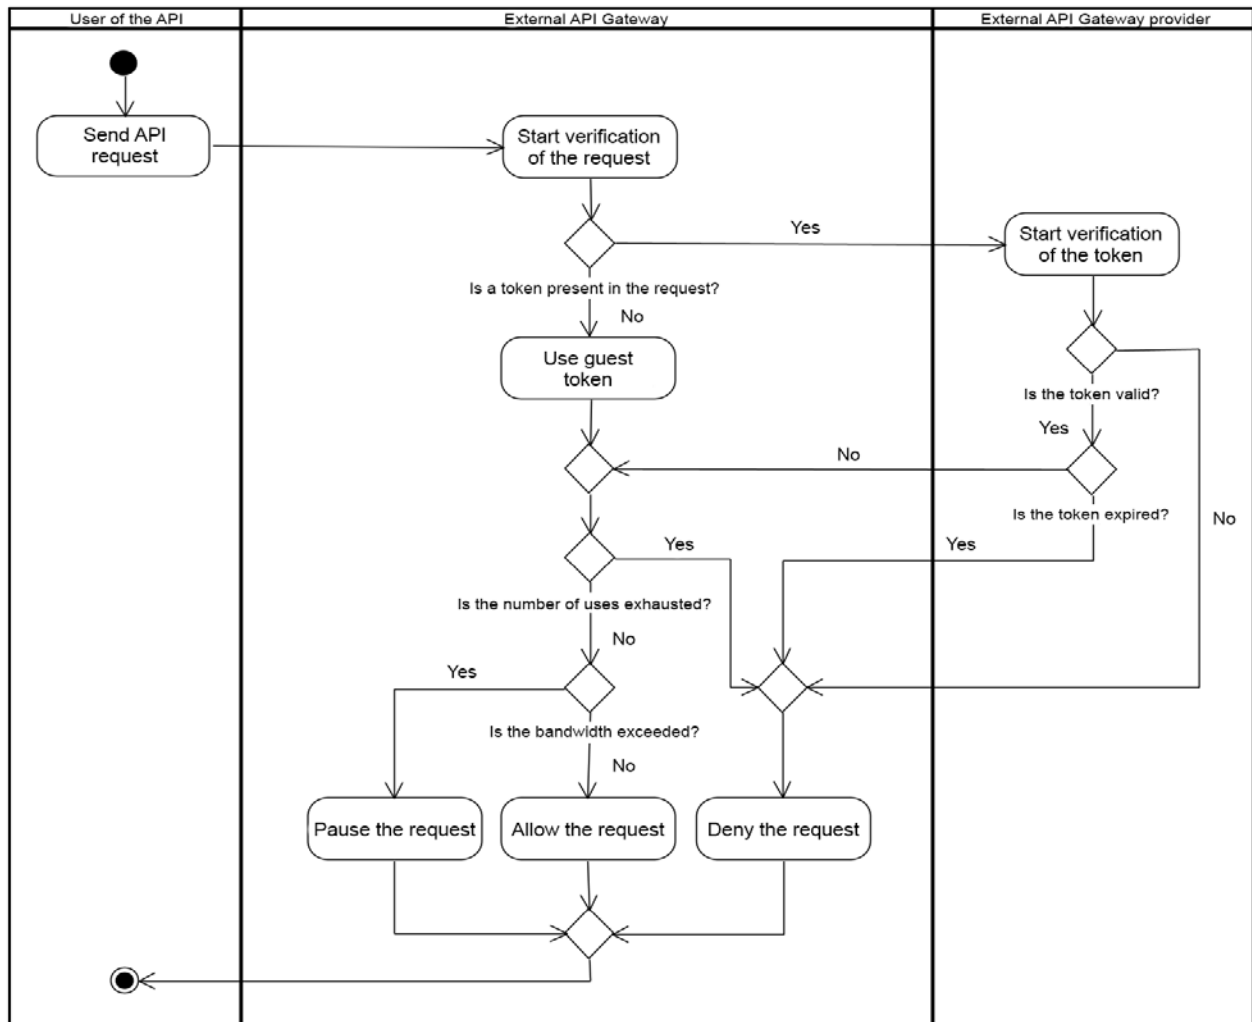 User of the API
External API Gateway
External API Gateway provider
Send API
request
Start verification
of the request
Yes
Start verification
of the token
Is a token present in the request?
No
Use guest
token
Is the token valid?
Yes
No
Is the token expired?
No
Yes
Yes
Is the number of uses exhausted?
No
Yes
Is the bandwidth exceeded?
No
Pause the request
Allow the request
Deny the request